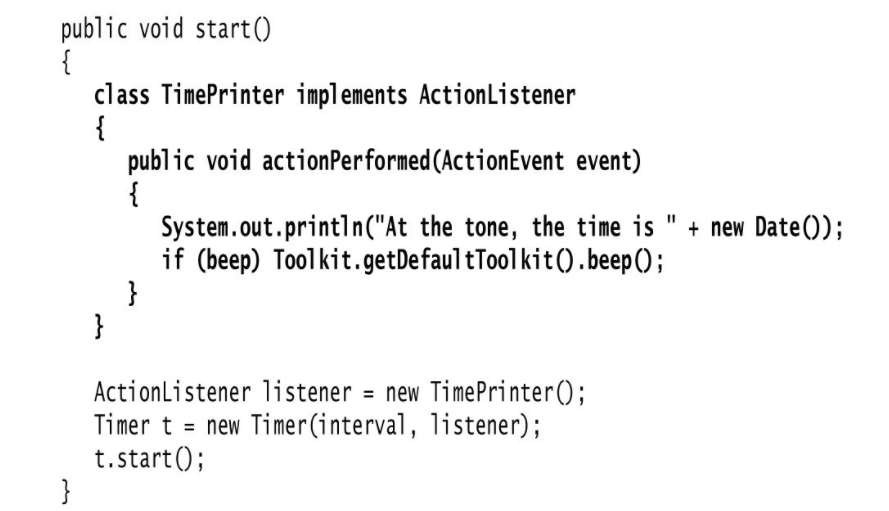 public void start()
{
class TimePrinter implements ActionListener
{
public void actionPerformed(ActionEvent event)
{
System.out.println("At the tone, the time is " + new Date());
if (beep) Toolkit.getDefaultToolkit().beep();
}
}
ActionListener listener = new TimePrinter();
Timer t = new Timer(interval, listener);
t.start();
}